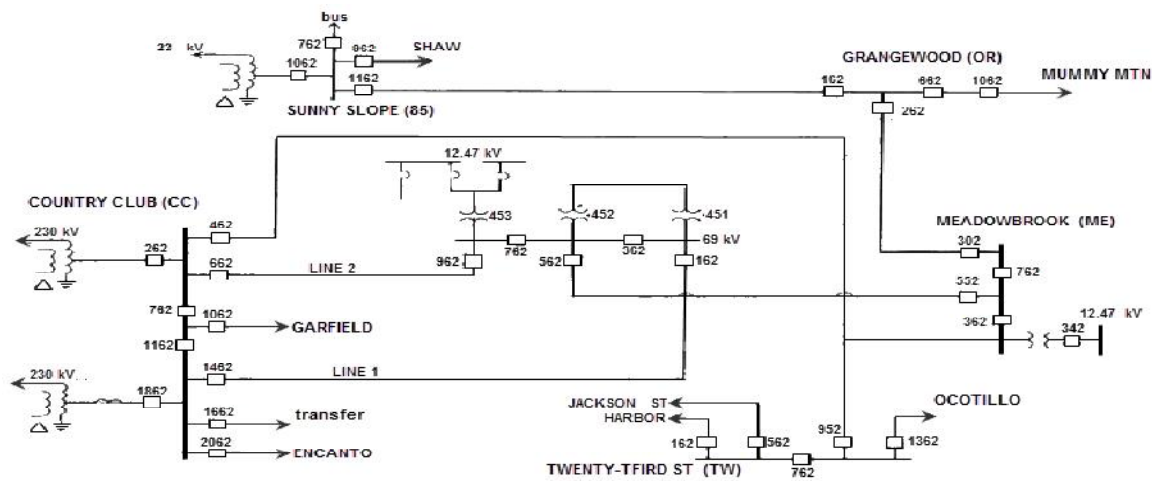 bus
22 kV
762
962
SHAW
1062
1162
SUNNY SLOPE (85)
GRANGEWOOD (OR)
162
662
1062
MUMMY MTN
262
12.47 kV
COUNTRY CLUB (CC)
453
452
451
MEADOWBROOK (ME)
230 kV
262
462
69 kV
302
762
362
762
662
LINE 2
962
562
162
552
762
1062
GARFIELD
362
12.47 kV
342
1162
1462
LINE 1
230 kV
1862
1662
transfer
JACKSON ST
HARBOR
OCOTILLO
2062
ENCANTO
162
562
952
1362
TWENTY-TFIRD ST (TW)
762